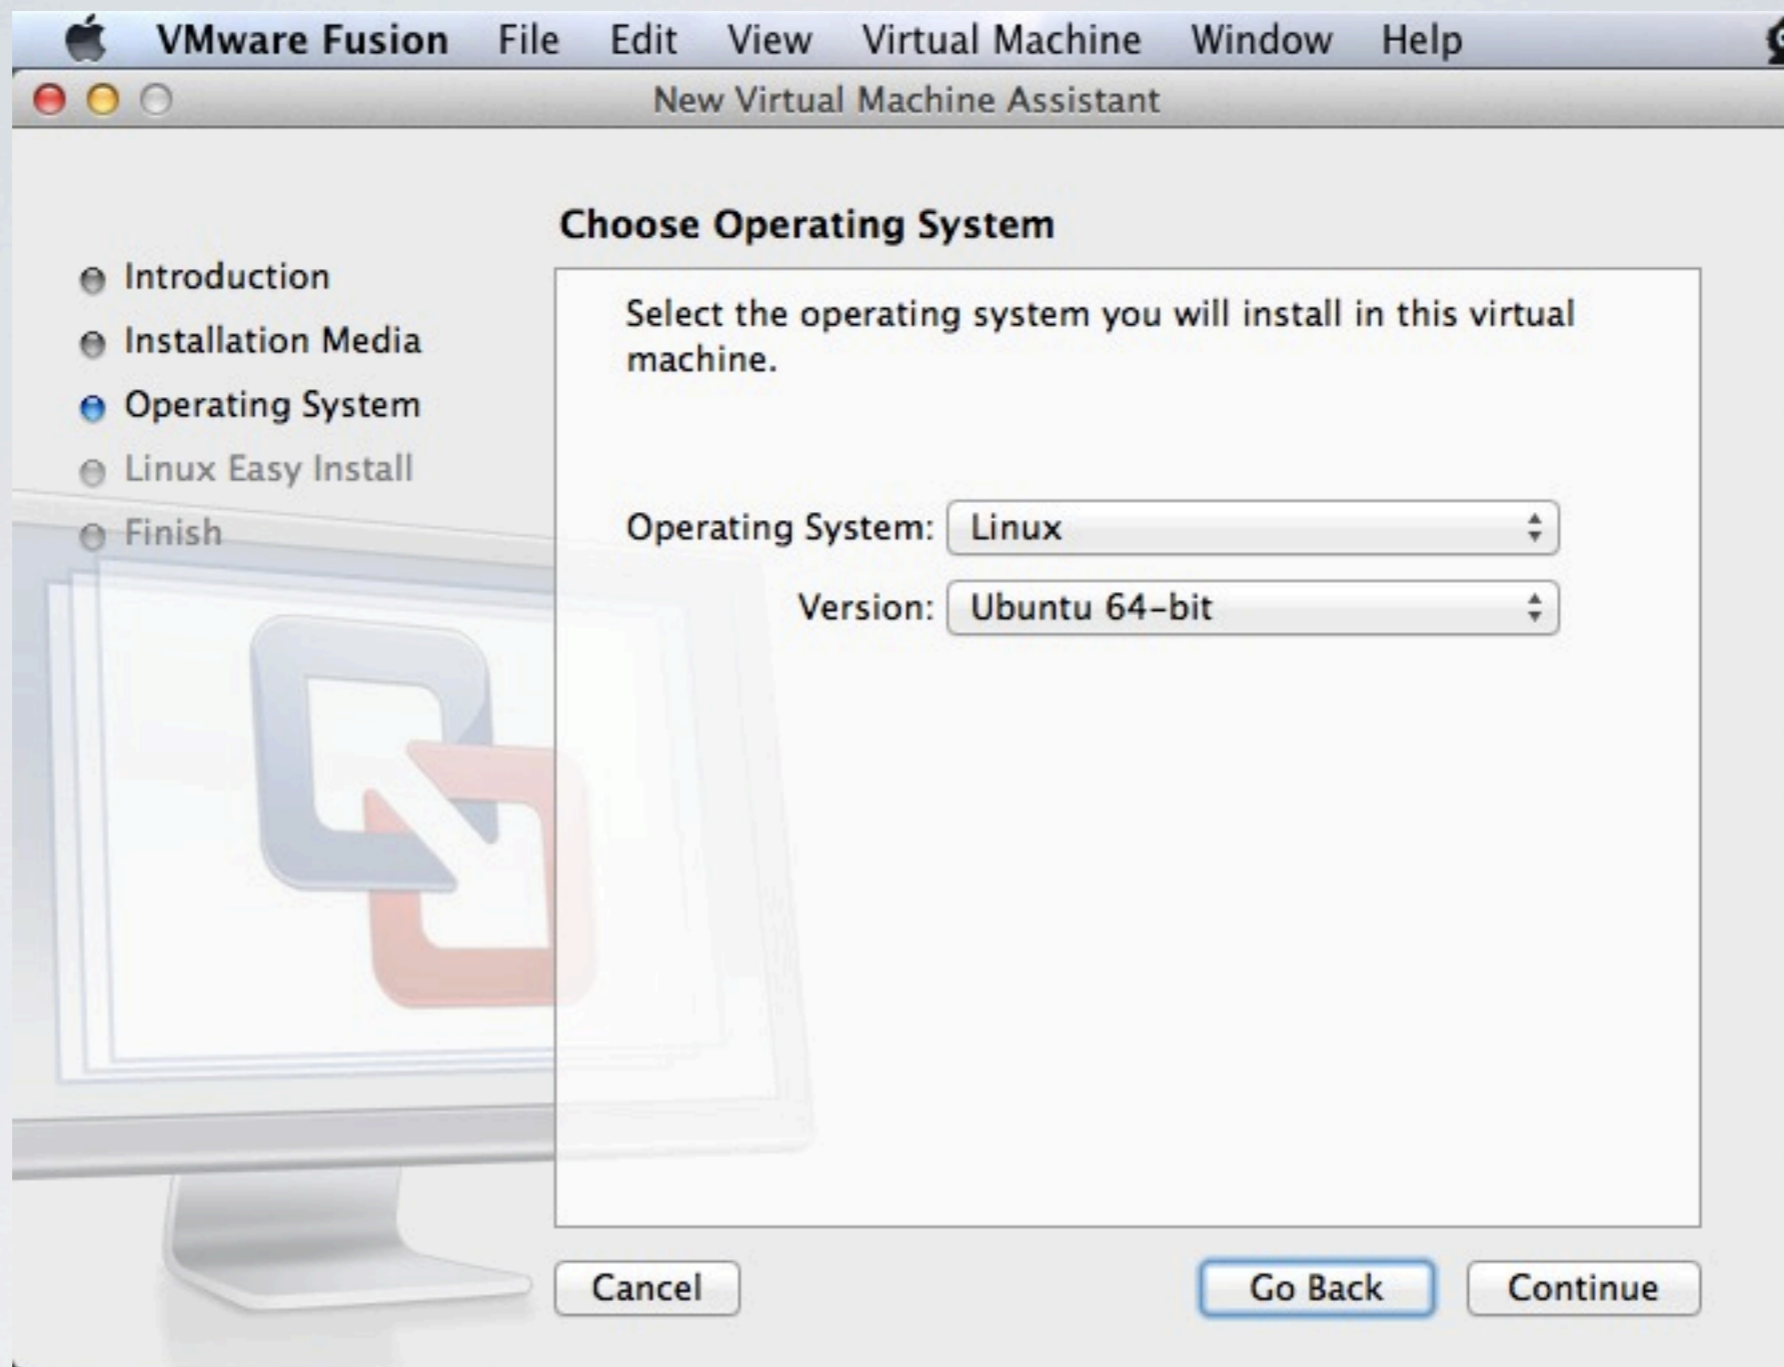 VMware Fusion File Edit View Virtual Machine Window Help
New Virtual Machine Assistant
Choose Operating System
Introduction
Installation Media
Operating System
Linux Easy Install
Finish
Select the operating system you will install in this virtual
machine.
Operating System: Linux
Version: Ubuntu 64-bit
Cancel Go Back Continue